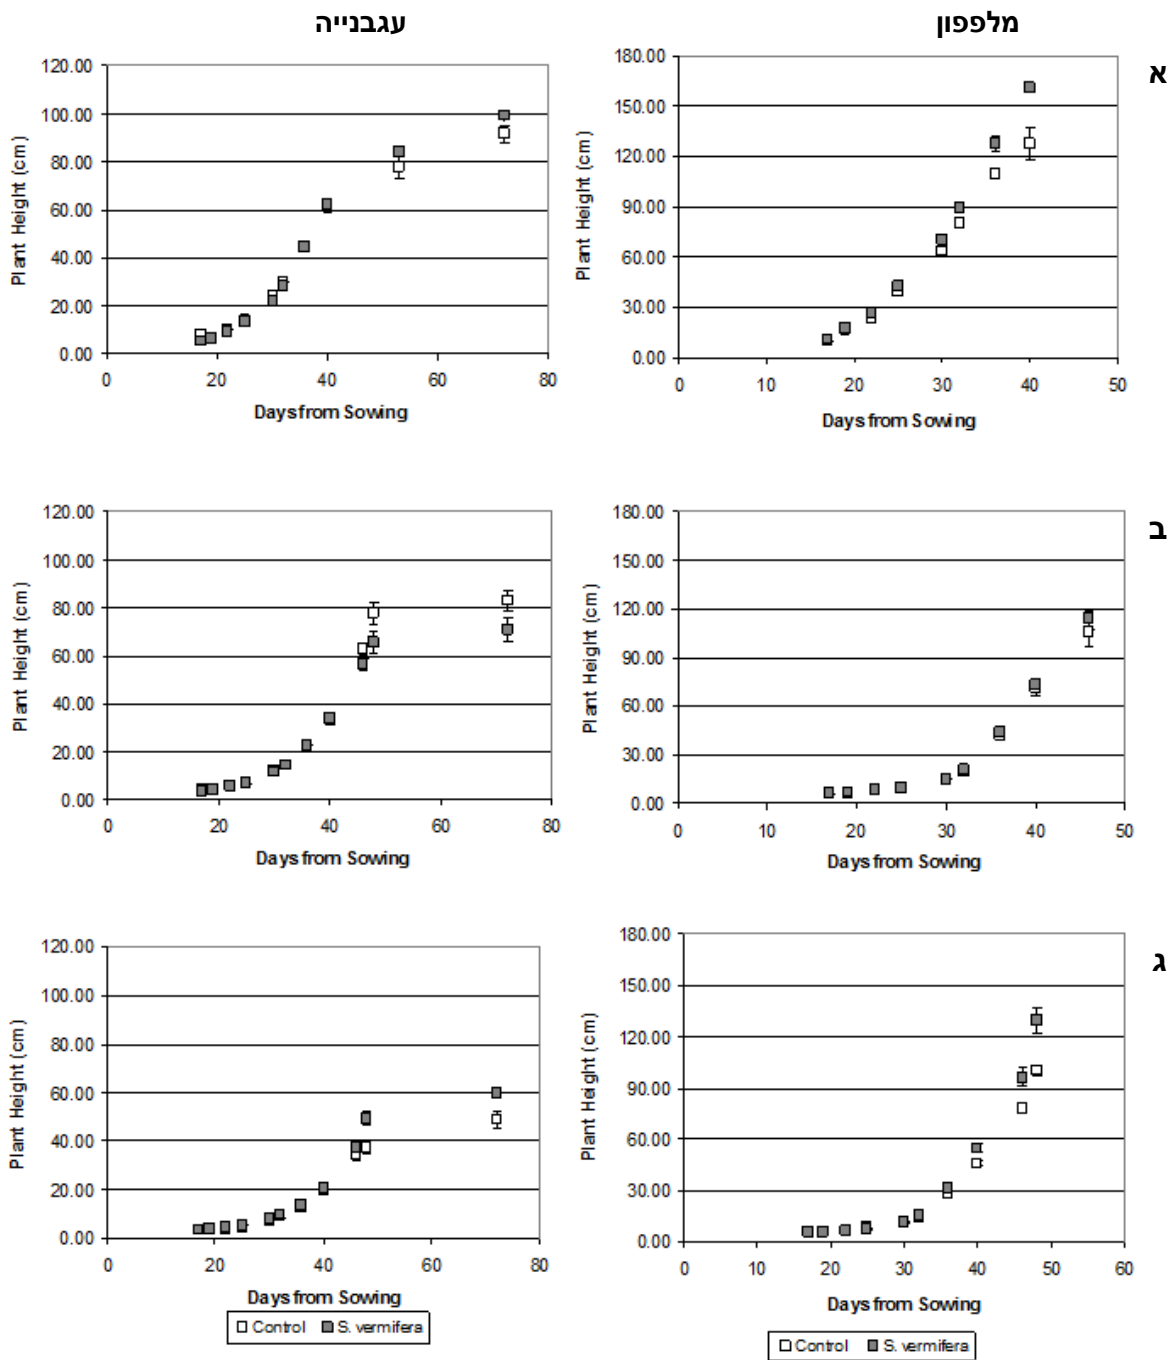 עגבנייה
מלפפון
א
120.00
100.00
80.00
60.00
40.00
20.00
0.00
Plant Height (cm)
0 20 40 60 80
Days from Sowing
180.00
150.00
120.00
90.00
60.00
30.00
0.00
Plant Height (cm)
0 10 20 30 40 50
Days from Sowing
ב
120.00
100.00
80.00
60.00
40.00
20.00
0.00
Plant Height (cm)
0 20 40 60 80
Days from Sowing
180.00
150.00
120.00
90.00
60.00
30.00
0.00
Plant Height (cm)
0 10 20 30 40 50
Days from Sowing
ג
120.00
100.00
80.00
60.00
40.00
20.00
0.00
Plant Height (cm)
0 20 40 60 80
Days from Sowing
Control S. vermifera
180.00
150.00
120.00
90.00
60.00
30.00
0.00
Plant Height (cm)
0 10 20 30 40 50 60
Days from Sowing
Control S. vermifera